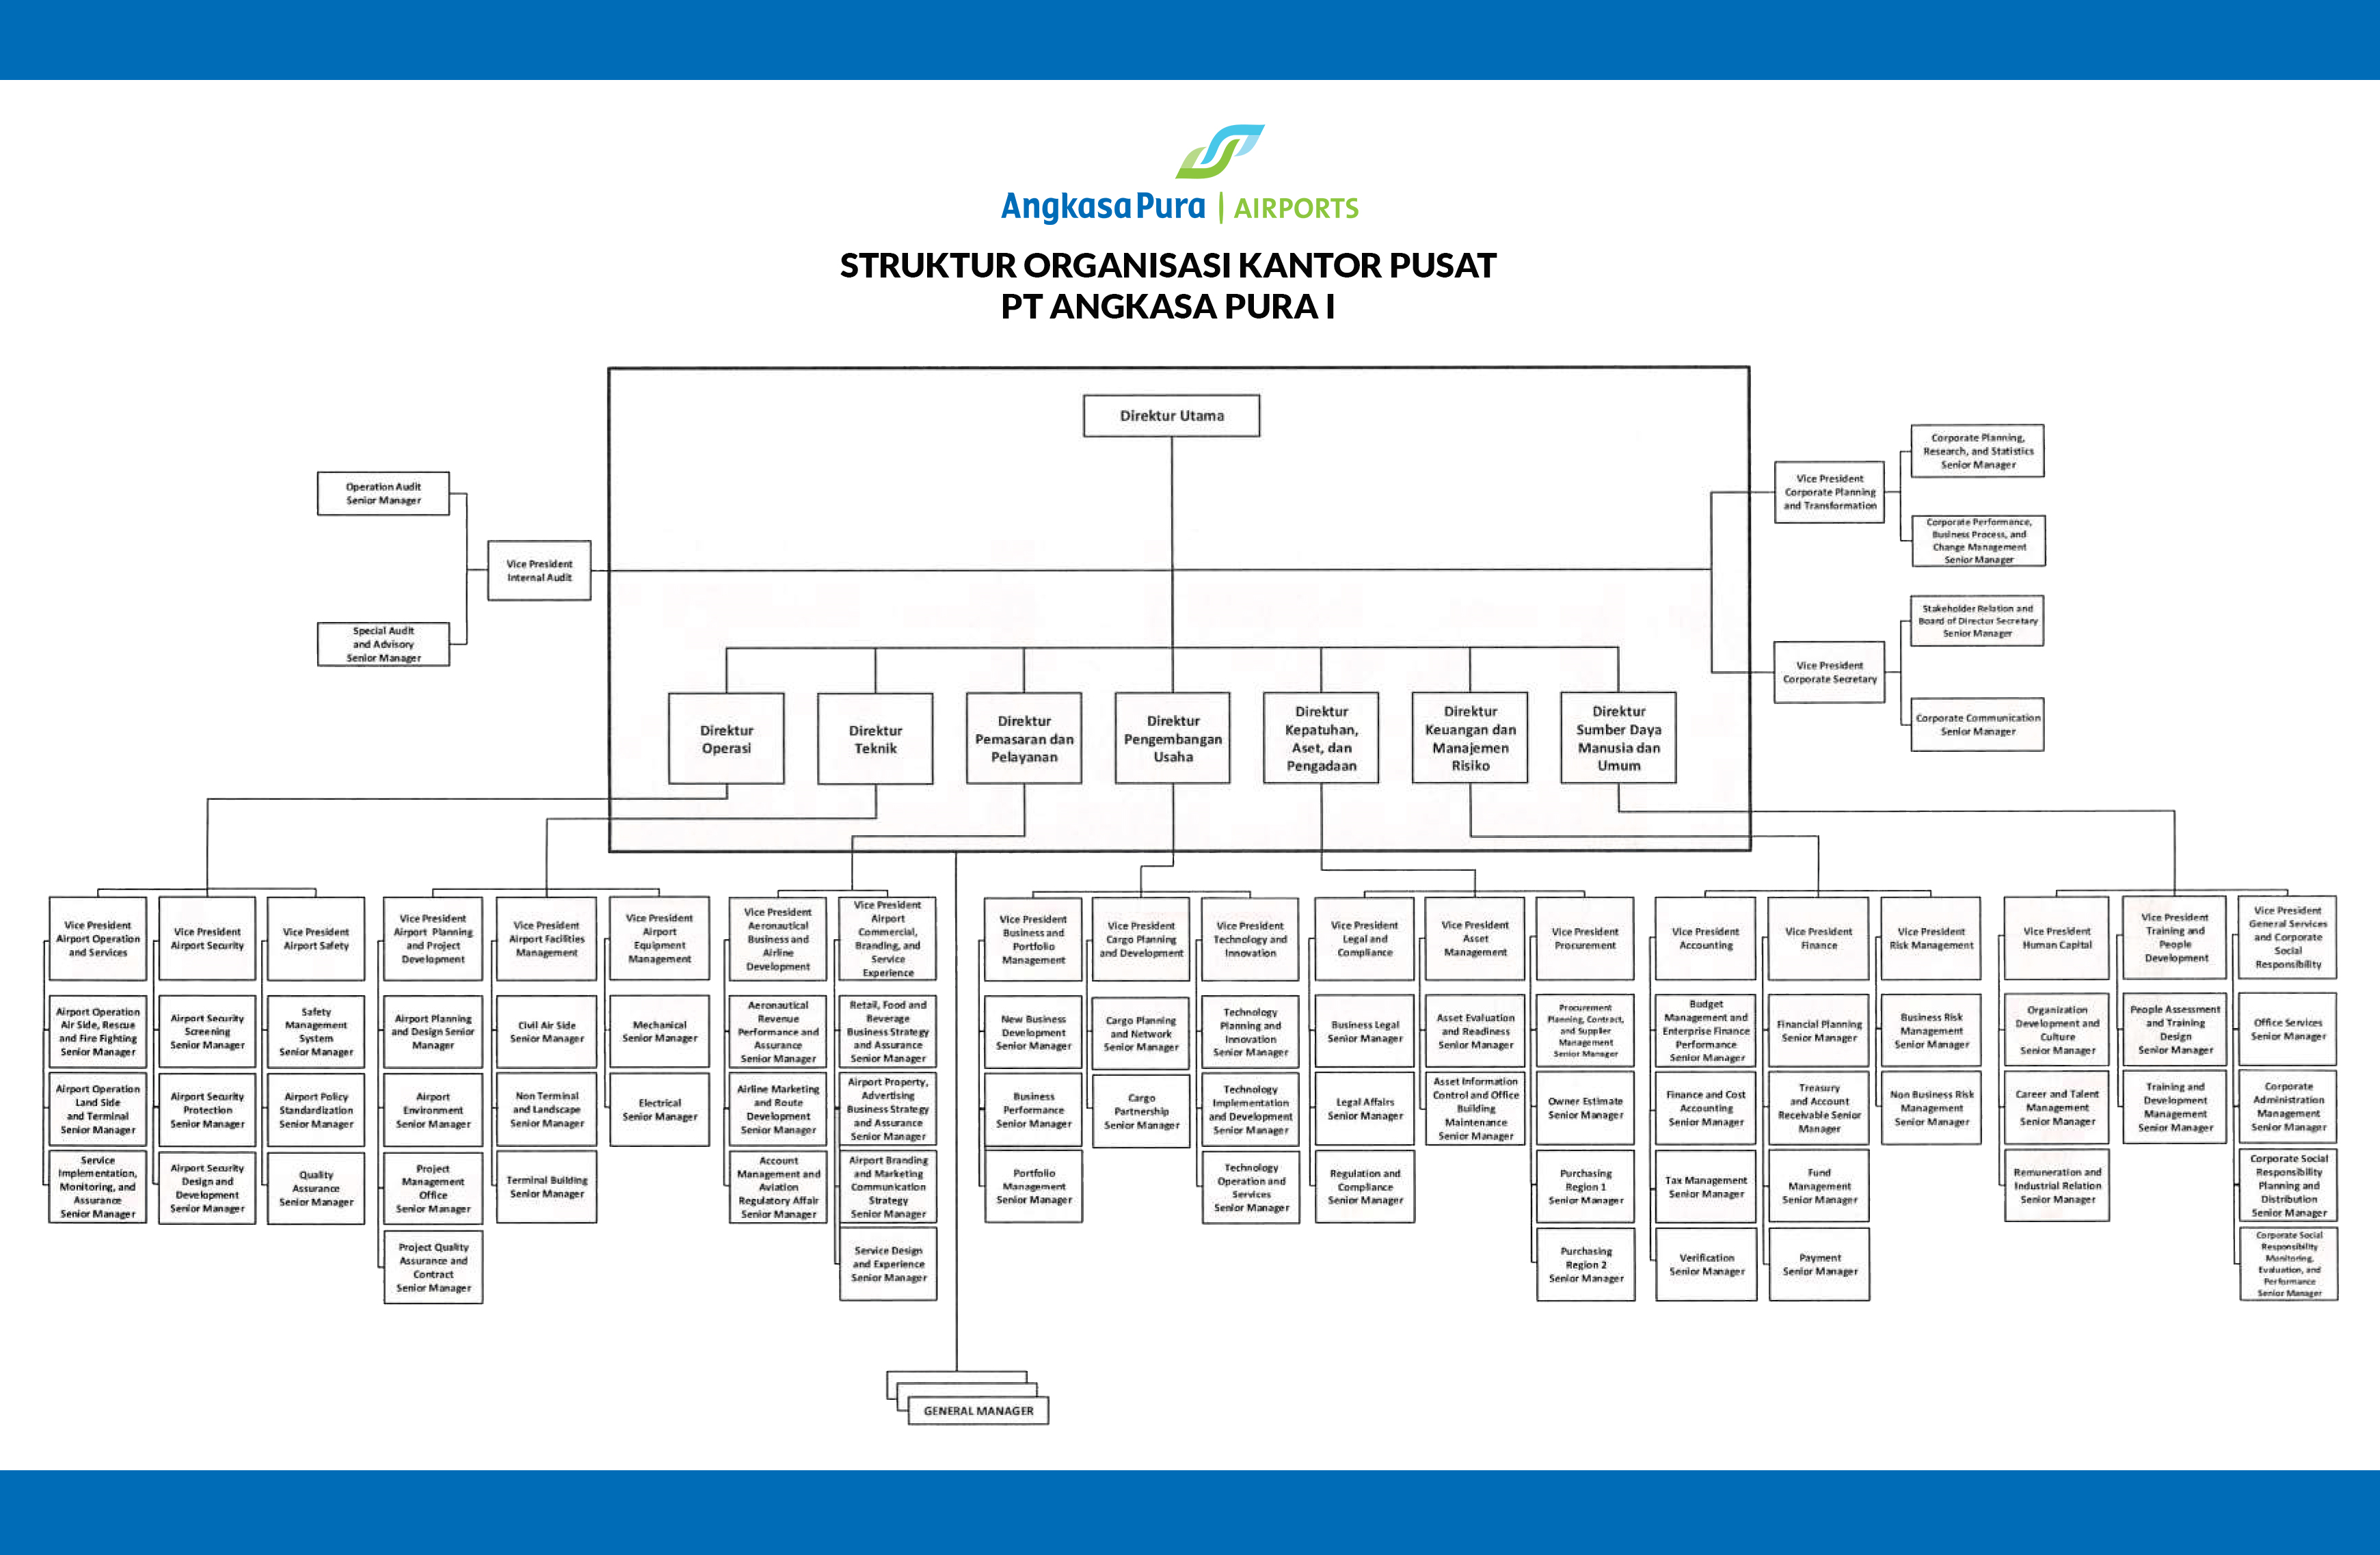 AngkasaPura | AIRPORTS
STRUKTUR ORGANISASI KANTOR PUSAT
PT ANGKASA PURA I
Direktur Utama
Operation Audit
Senior Manager
Vice President
Internal Audit
Special Audit
and Advisory
Senior Manager
Vice President
Corporate Planning
and Transformation
Corporate Planning,
Research, and Statistics
Senior Manager
Corporate Performance,
Business Process, and
Change Management
Senior Manager
Vice President
Corporate Secretary
Stakeholder Relation and
Board of Director Secretary
Senior Manager
Corporate Communication
Senior Manager
Direktur
Operasi
Direktur
Teknik
Direktur
Pemasaran dan
Pelayanan
Direktur
Pengembangan
Usaha
Direktur
Kepatuhan,
Aset, dan
Pengadaan
Direktur
Keuangan dan
Manajemen
Risiko
Direktur
Sumber Daya
Manusia dan
Umum
Vice President
Airport Operation
and Services
Airport Operation
Air Side, Rescue
and Fire Fighting
Senior Manager
Airport Operation
Land Side
and Terminal
Senior Manager
Service
Implementation,
Monitoring, and
Assurance
Senior Manager
Vice President
Airport Security
Airport Security
Screening
Senior Manager
Airport Security
Protection
Senior Manager
Airport Security
Design and
Development
Senior Manager
Vice President
Airport Safety
Safety
Management
System
Senior Manager
Airport Policy
Standardization
Senior Manager
Quality
Assurance
Senior Manager
Vice President
Airport Planning
and Project
Development
Airport Planning
and Design Senior
Manager
Airport
Environment
Senior Manager
Project
Management
Office
Senior Manager
Project Quality
Assurance and
Contract
Senior Manager
Vice President
Airport Facilities
Management
Civil Air Side
Senior Manager
Non Terminal
and Landscape
Senior Manager
Terminal Building
Senior Manager
Vice President
Airport
Equipment
Management
Mechanical
Senior Manager
Electrical
Senior Manager
Vice President
Aeronautical
Business and
Airline
Development
Aeronautical
Revenue
Performance and
Assurance
Senior Manager
Airline Marketing
and Route
Development
Senior Manager
Account
Management and
Aviation
Regulatory Affair
Senior Manager
Vice President
Airport
Commercial,
Branding, and
Service
Experience
Retail, Food and
Beverage
Business Strategy
and Assurance
Senior Manager
Airport Property,
Advertising
Business Strategy
and Assurance
Senior Manager
Airport Branding
and Marketing
Communication
Strategy
Senior Manager
Service Design
and Experience
Senior Manager
Vice President
Business and
Portfolio
Management
New Business
Development
Senior Manager
Business
Performance
Senior Manager
Portfolio
Management
Senior Manager
Vice President
Cargo Planning
and Development
Cargo Planning
and Network
Senior Manager
Cargo
Partnership
Senior Manager
Vice President
Technology and
Innovation
Technology
Planning and
Innovation
Senior Manager
Technology
Implementation
and Development
Senior Manager
Technology
Operation and
Services
Senior Manager
Vice President
Legal and
Compliance
Business Legal
Senior Manager
Legal Affairs
Senior Manager
Regulation and
Compliance
Senior Manager
Vice President
Asset
Management
Asset Evaluation
and Readiness
Senior Manager
Asset Information
Control and Office
Building
Maintenance
Senior Manager
Vice President
Procurement
Procurement
Planning, Contract,
and Supplier
Management
Senior Manager
Owner Estimate
Senior Manager
Purchasing
Region 1
Senior Manager
Purchasing
Region 2
Senior Manager
Vice President
Accounting
Budget
Management and
Enterprise Finance
Performance
Senior Manager
Finance and Cost
Accounting
Senior Manager
Tax Management
Senior Manager
Verification
Senior Manager
Vice President
Finance
Financial Planning
Senior Manager
Treasury
and Account
Receivable Senior
Manager
Fund
Management
Senior Manager
Payment
Senior Manager
Vice President
Risk Management
Business Risk
Management
Senior Manager
Non Business Risk
Management
Senior Manager
Vice President
Human Capital
Organization
Development and
Culture
Senior Manager
Career and Talent
Management
Senior Manager
Remuneration and
Industrial Relation
Senior Manager
Vice President
Training and
People
Development
People Assessment
and Training
Design
Senior Manager
Training and
Development
Management
Senior Manager
Vice President
General Services
and Corporate
Social
Responsibility
Office Services
Senior Manager
Corporate
Administration
Management
Senior Manager
Corporate Social
Responsibility
Planning and
Distribution
Senior Manager
Corporate Social
Responsibility
Monitoring,
Evaluation, and
Performance
Senior Manager
GENERAL MANAGER